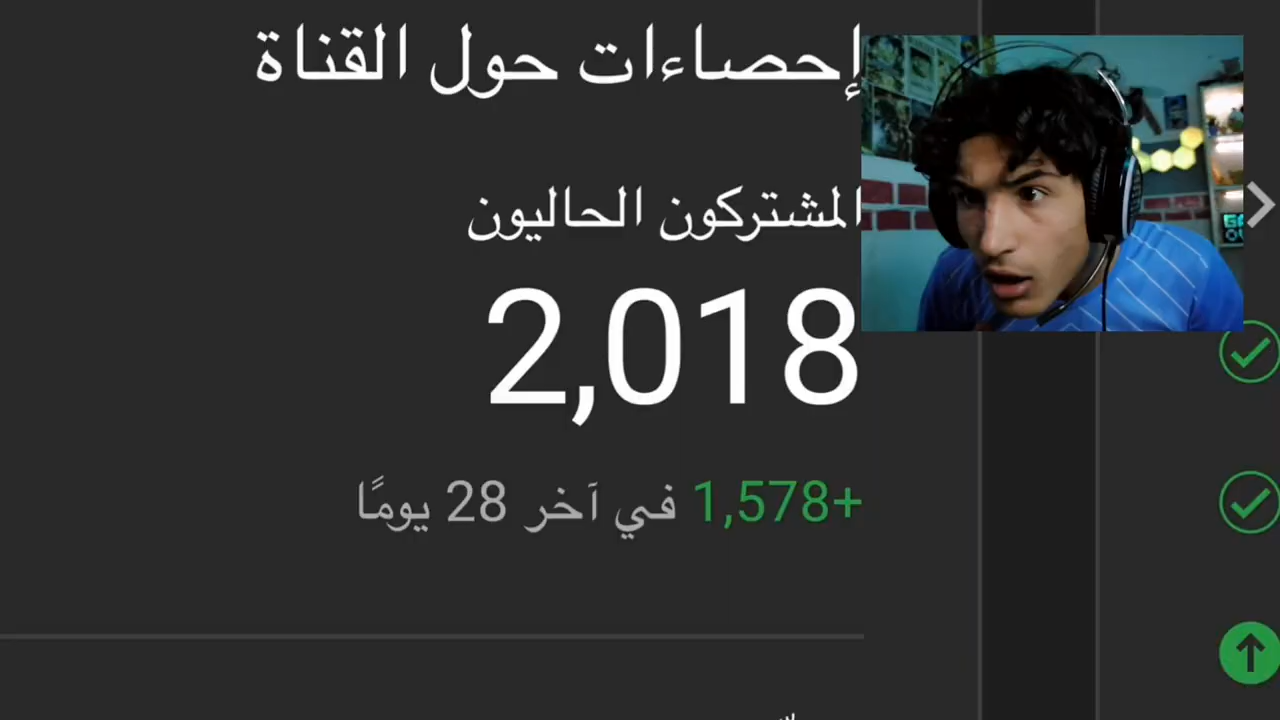 إحصاءات حول القناة
المشتركون الحاليون
2,018
+1,578 في آخر 28 يومًا